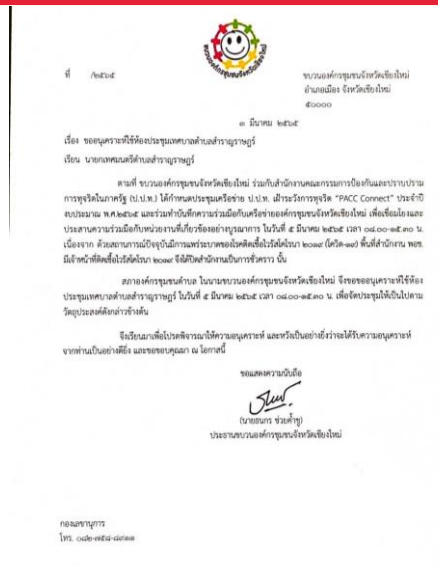 ขบวนองค์กรชุมชนจังหวัดเชียงใหม่
ที่ /๒๕๖๕
ขบวนองค์กรชุมชนจังหวัดเชียงใหม่
อำเภอเมือง จังหวัดเชียงใหม่
๕๐๐๐๐
๓ มีนาคม ๒๕๖๕
เรื่อง ขออนุเคราะห์ใช้ห้องประชุมเทศบาลตำบลสำราญราษฎร์
เรียน นายกเทศมนตรีตำบลสำราญราษฎร์
ตามที่ ขบวนองค์กรชุมชนจังหวัดเชียงใหม่ ร่วมกับสำนักงานคณะกรรมการป้องกันและปราบปราม
การทุจริตในภาครัฐ (ป.ป.ท.) ได้กำหนดประชุมเครือข่าย ป.ป.ท. เฝ้าระวังการทุจริต “PACC Connect” ประจำปี
งบประมาณ พ.ศ.๒๕๖๕ และร่วมทำบันทึกความร่วมมือกับเครือข่ายองค์กรชุมชนจังหวัดเชียงใหม่ เพื่อเชื่อมโยงและ
ประสานความร่วมมือกับหน่วยงานที่เกี่ยวข้องอย่างบูรณาการ ในวันที่ ๕ มีนาคม ๒๕๖๕ เวลา ๐๘.๐๐-๑๕.๓๐ น.
เนื่องจาก ด้วยสถานการณ์ปัจจุบันมีการแพร่ระบาดของโรคติดเชื้อไวรัสโคโรนา ๒๐๑๙ (โควิด-๑๙) พื้นที่สำนักงาน พอช.
มีเจ้าหน้าที่ติดเชื้อไวรัสโคโรนา ๒๐๑๙ จึงได้ปิดสำนักงานเป็นการชั่วคราว นั้น
สภาองค์กรชุมชนตำบล ในนามขบวนองค์กรชุมชนจังหวัดเชียงใหม่ จึงขออนุเคราะห์ใช้ห้อง
ประชุมเทศบาลตำบลสำราญราษฎร์ ในวันที่ ๕ มีนาคม ๒๕๖๕ เวลา ๐๘.๐๐-๑๕.๓๐ น. เพื่อจัดประชุมให้เป็นไปตาม
วัตถุประสงค์ดังกล่าวข้างต้น
จึงเรียนมาเพื่อโปรดพิจารณาให้ความอนุเคราะห์ และหวังเป็นอย่างยิ่งว่าจะได้รับความอนุเคราะห์
จากท่านเป็นอย่างดียิ่ง และขอขอบคุณมา ณ โอกาสนี้
ขอแสดงความนับถือ
(นายธนกร ช่วยค้ำชู)
ประธานขบวนองค์กรชุมชนจังหวัดเชียงใหม่
กองเลขานุการ
โทร.